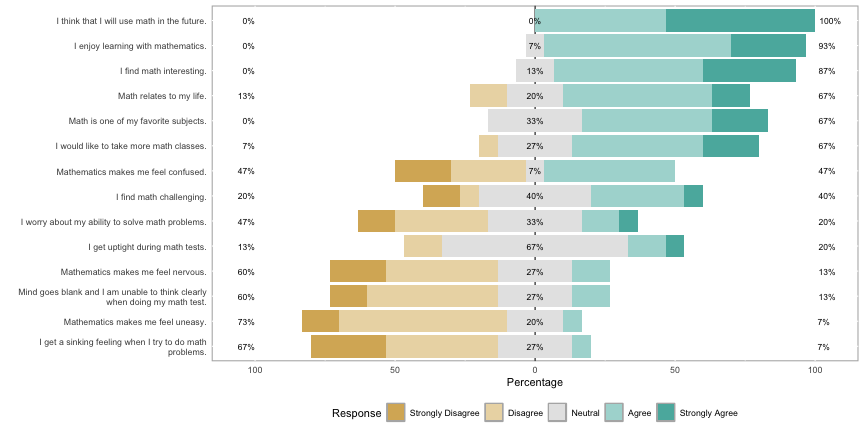 I think that I will use math in the future. 0% 0% 100%
I enjoy learning with mathematics. 0% 7% 93%
I find math interesting. 0% 13% 87%
Math relates to my life. 13% 20% 67%
Math is one of my favorite subjects. 0% 33% 67%
I would like to take more math classes. 7% 27% 67%
Mathematics makes me feel confused. 47% 7% 47%
I find math challenging. 20% 40% 40%
I worry about my ability to solve math problems. 47% 33% 20%
I get uptight during math tests. 13% 67% 20%
Mathematics makes me feel nervous. 60% 27% 13%
Mind goes blank and I am unable to think clearly
when doing my math test. 60% 27% 13%
Mathematics makes me feel uneasy. 73% 20% 7%
I get a sinking feeling when I try to do math
problems. 67% 27% 7%
100 50 0 50 100
Percentage
Response Strongly Disagree Disagree Neutral Agree Strongly Agree